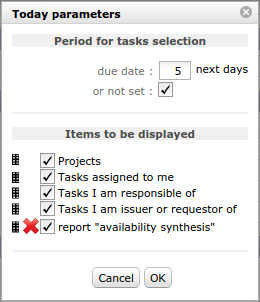 Today parameters
Period for tasks selection
due date : 5 next days
or not set :
Items to be displayed
Projects
Tasks assigned to me
Tasks I am responsible of
Tasks I am issuer or requestor of
report "availability synthesis"
Cancel OK